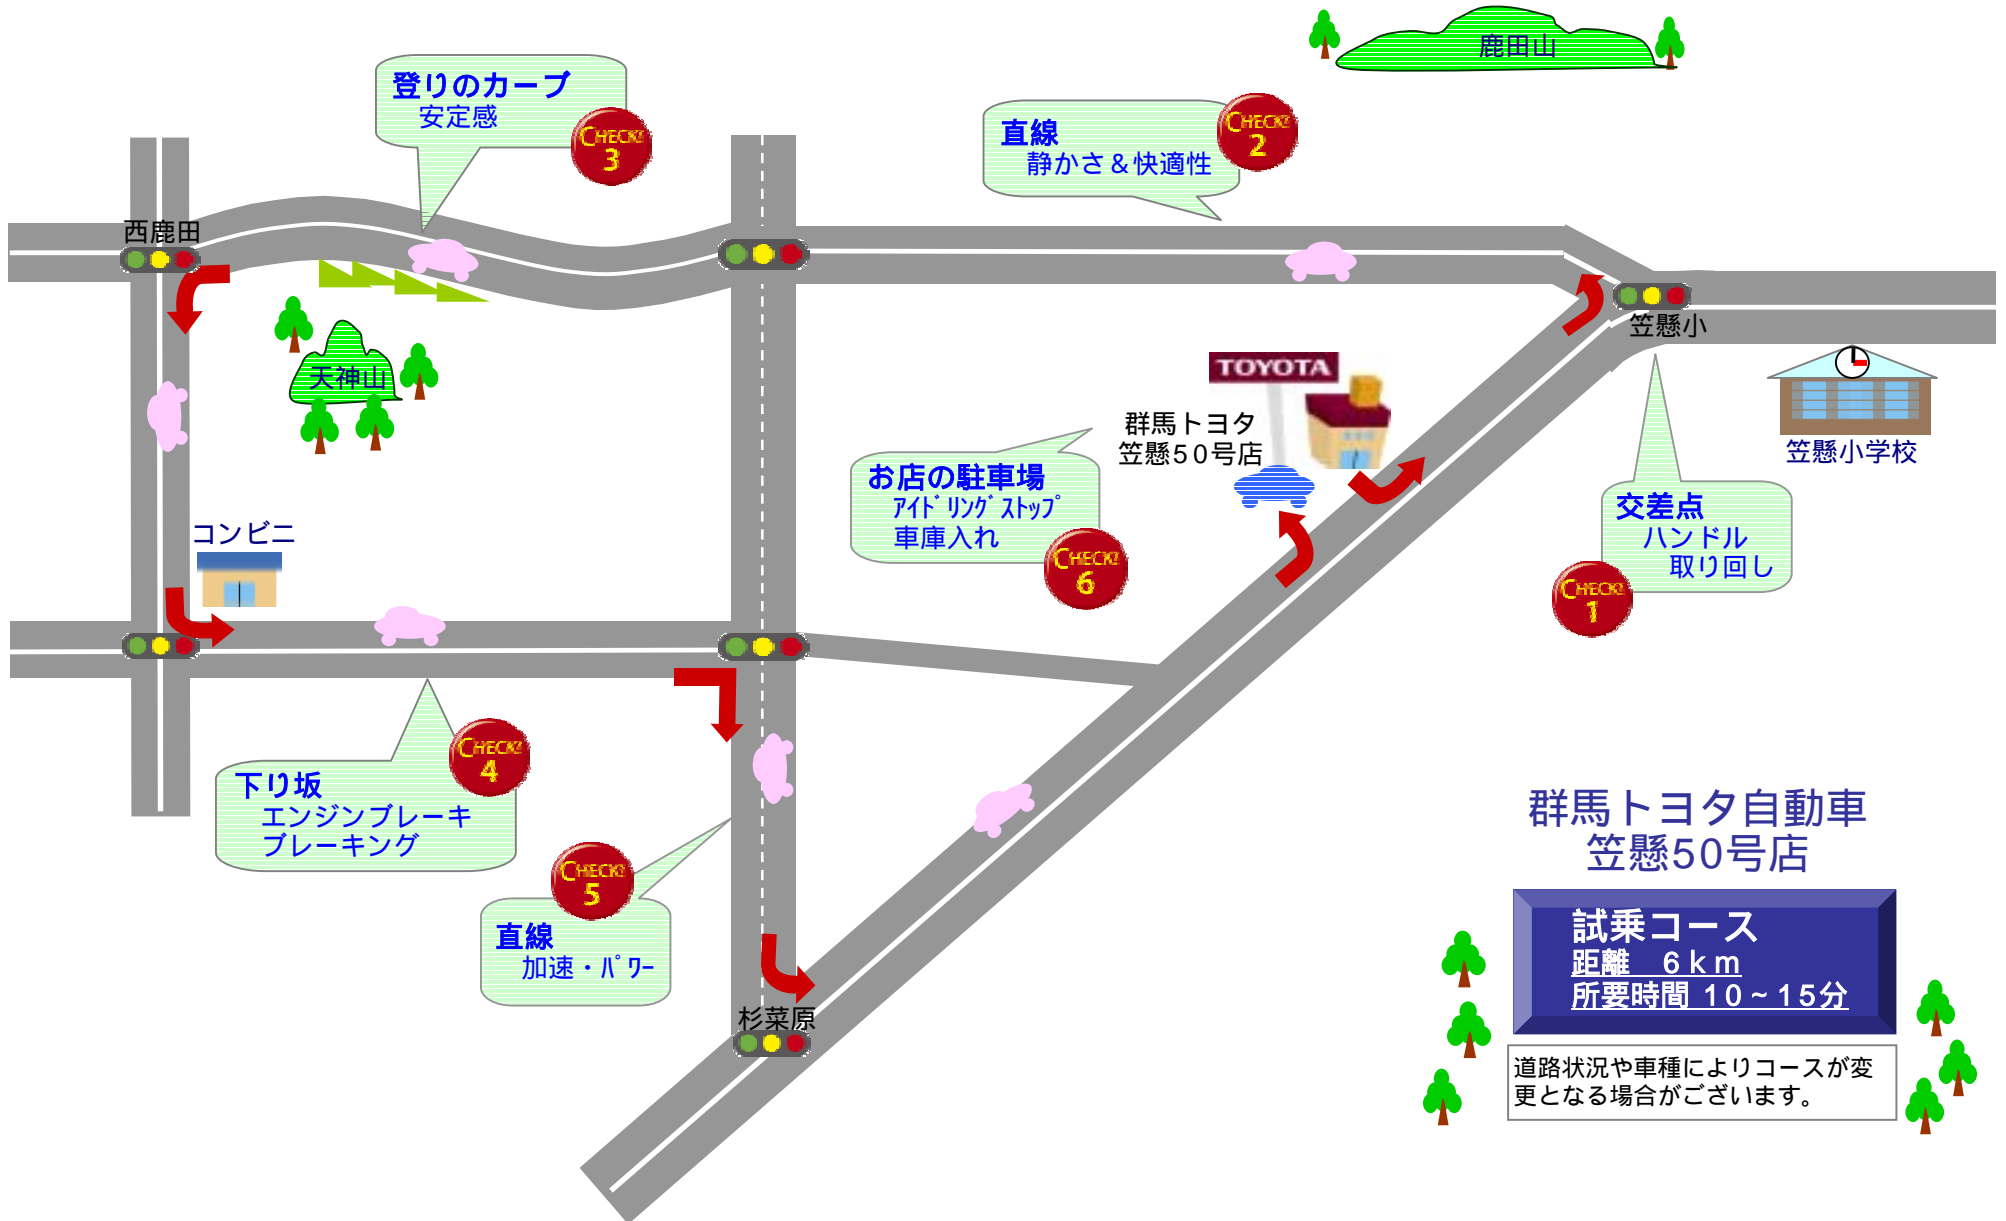 鹿田山
登りのカーブ
安定感
CHECK!
3
直線
静かさ＆快適性
CHECK!
2
西鹿田
笠懸小
天神山
TOYOTA
群馬トヨタ
笠懸50号店
笠懸小学校
お店の駐車場
ｱｲﾄﾞﾘﾝｸﾞｽﾄｯﾌﾟ
車庫入れ
CHECK!
6
交差点
ハンドル
取り回し
CHECK!
1
コンビニ
下り坂
エンジンブレーキ
ブレーキング
CHECK!
4
CHECK!
5
直線
加速・ﾊﾟﾜｰ
杉菜原
群馬トヨタ自動車
笠懸50号店
試乗コース
距離　６ｋｍ
所要時間 10～15分
道路状況や車種によりコースが変
更となる場合がございます。